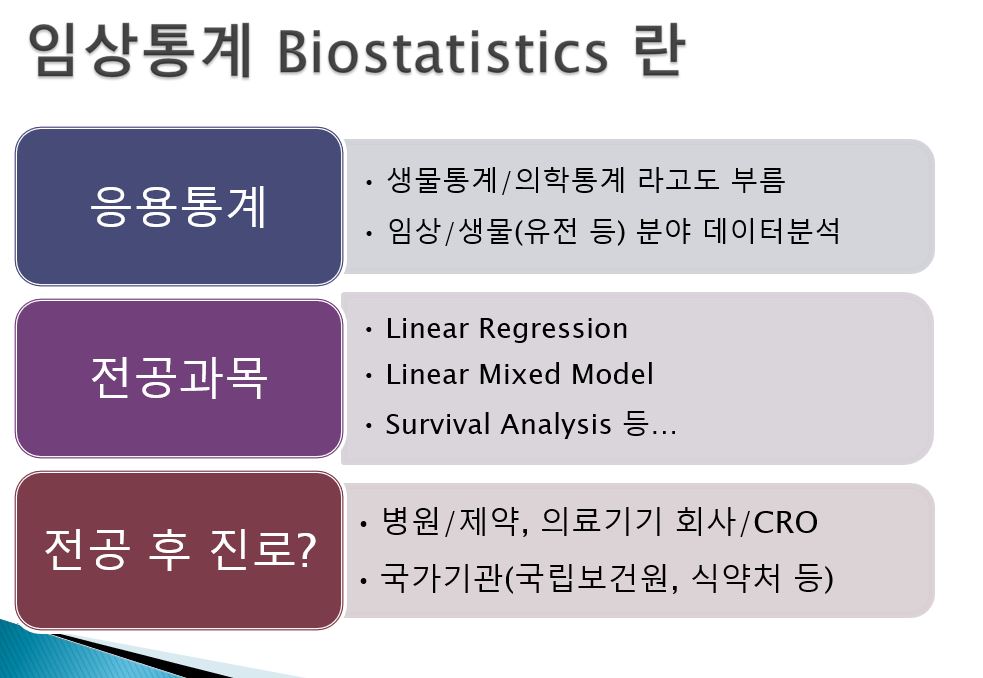 임상통계 Biostatistics 란
응용통계
• 생물통계/의학통계 라고도 부름
• 임상/생물(유전 등) 분야 데이터분석
전공과목
• Linear Regression
• Linear Mixed Model
• Survival Analysis 등…
전공 후 진로?
• 병원/제약, 의료기기 회사/CRO
• 국가기관(국립보건원, 식약처 등)